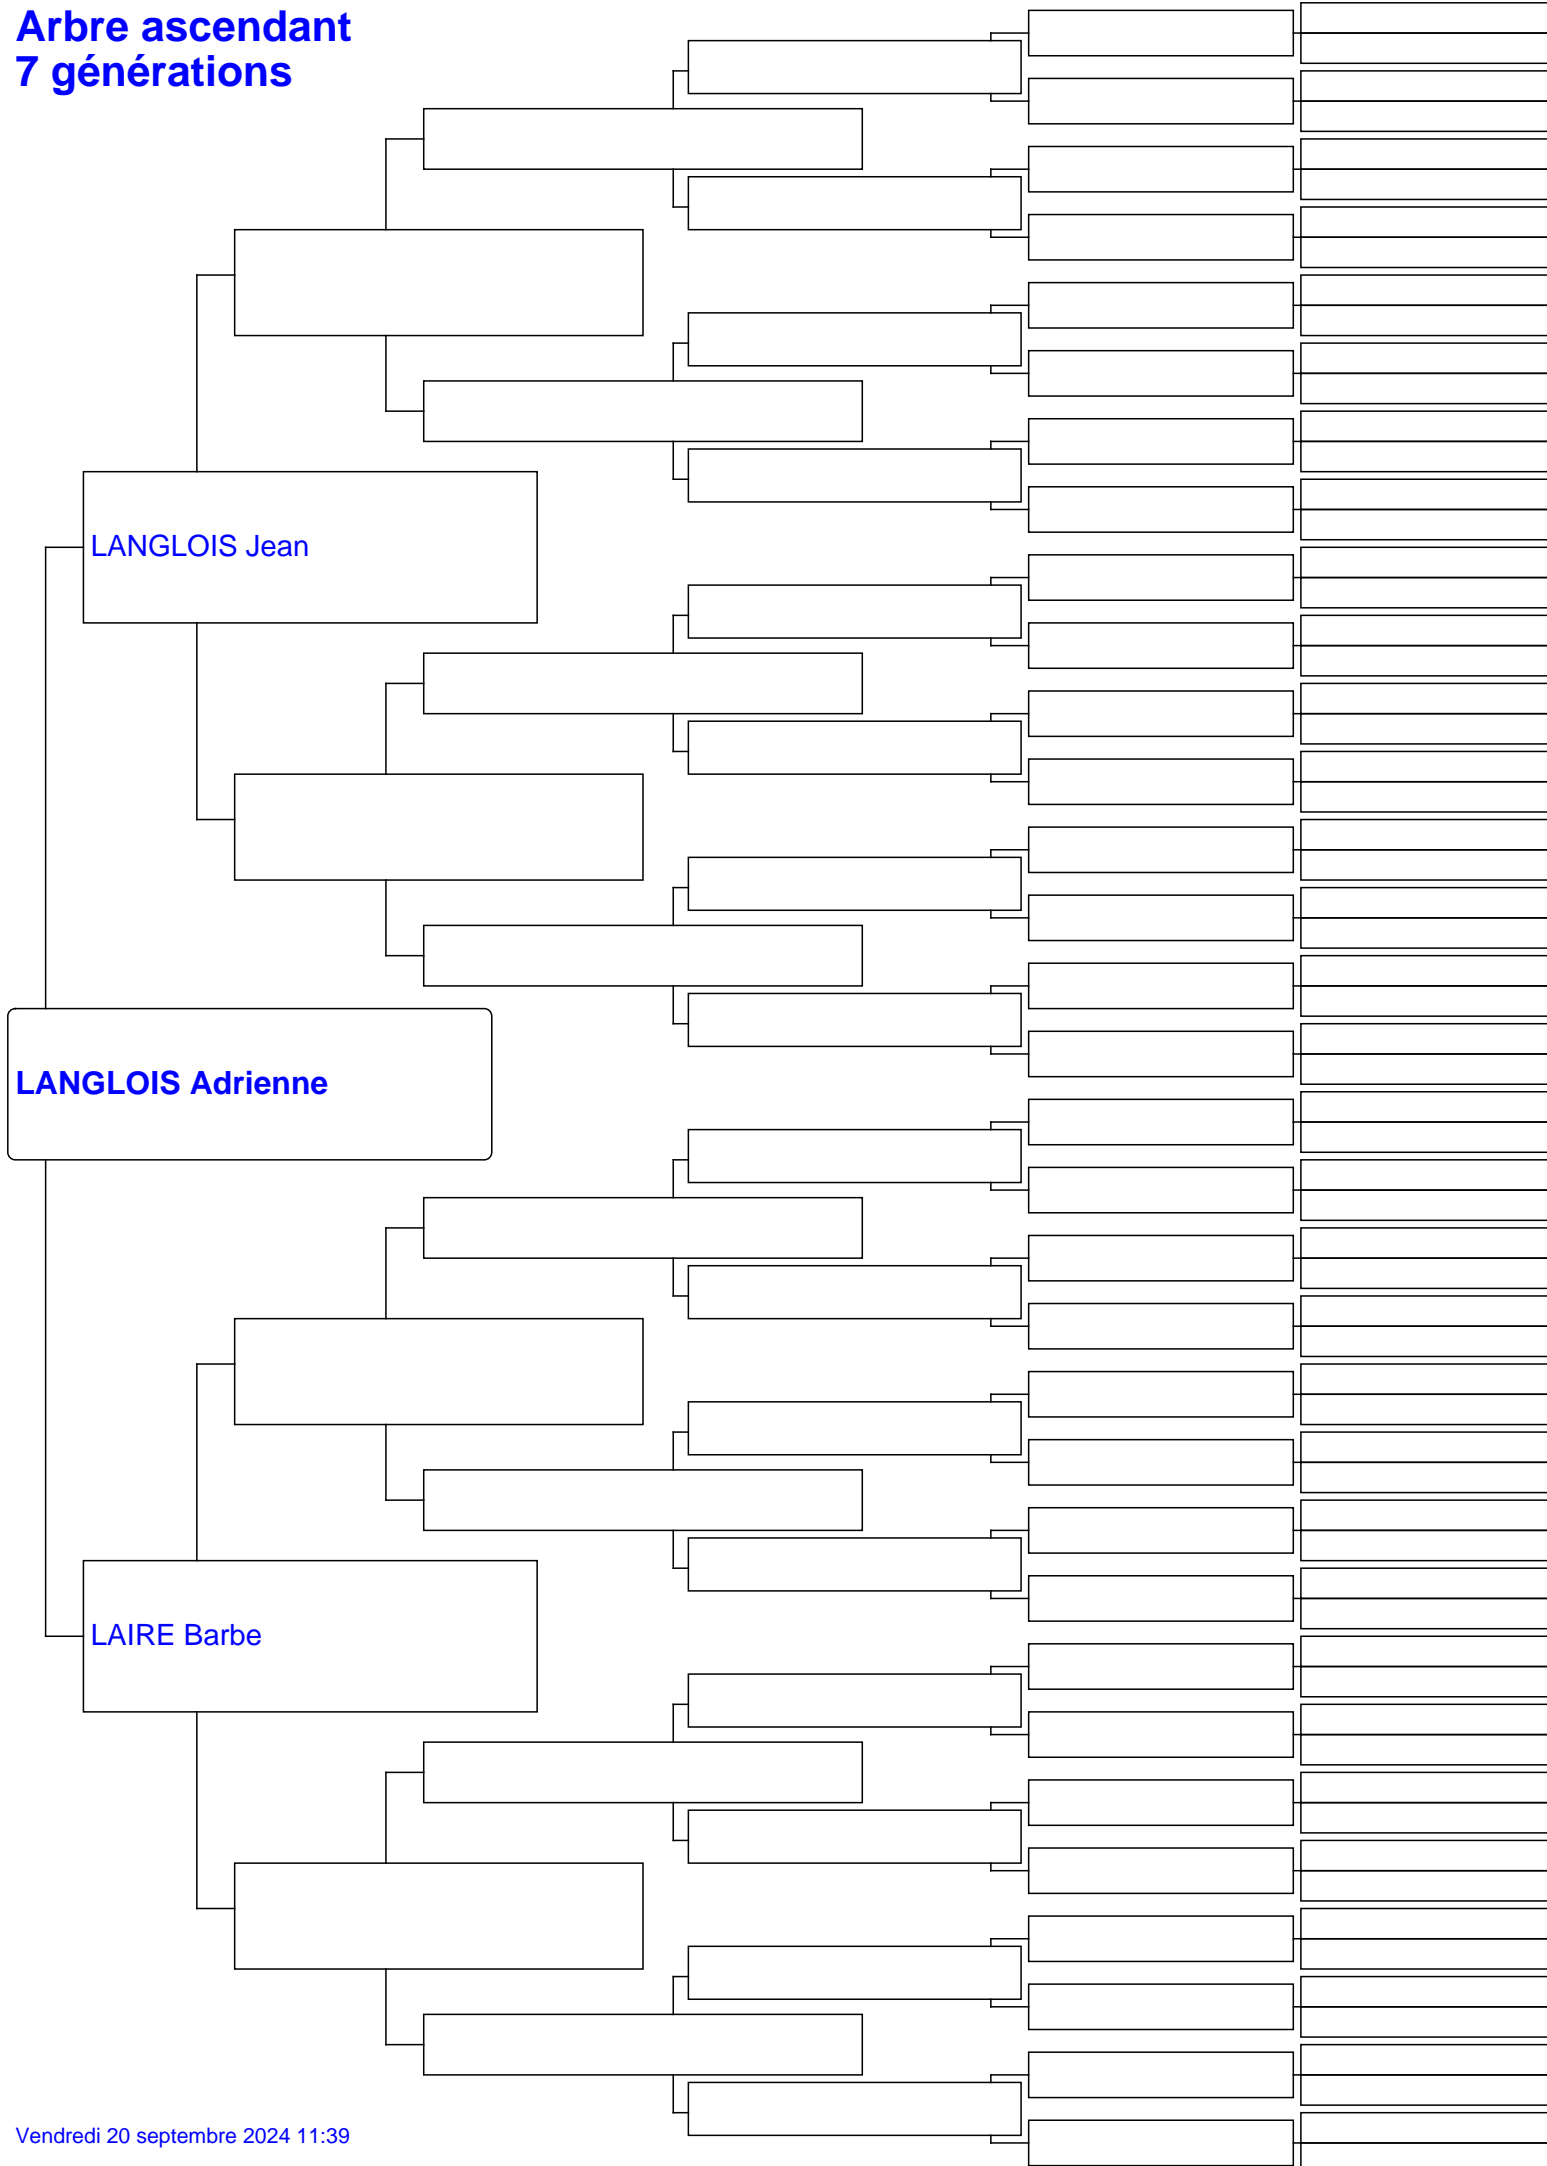 Arbre ascendant
7 générations
LANGLOIS Jean
LANGLOIS Adrienne
LAIRE Barbe
Vendredi 20 septembre 2024 11:39